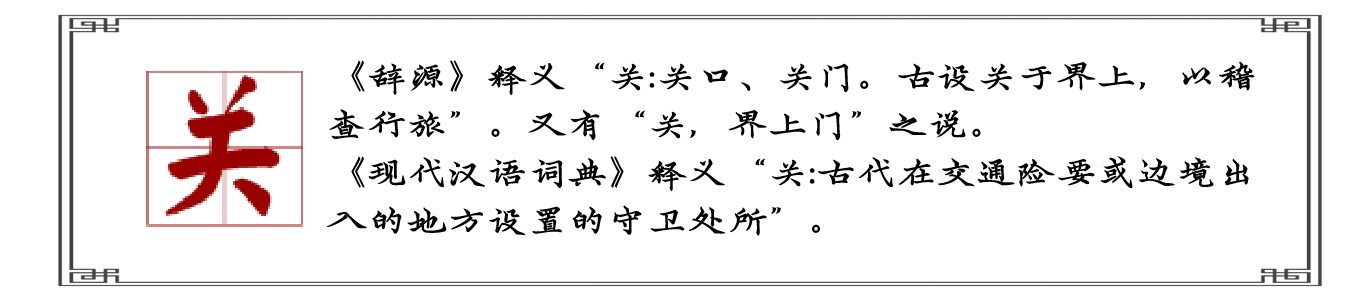 关
《辞源》释义“关:关口、关门。古设关于界上，以稽
查行旅”。又有“关，界上门”之说。
《现代汉语词典》释义“关:古代在交通险要或边境出
入的地方设置的守卫处所”。